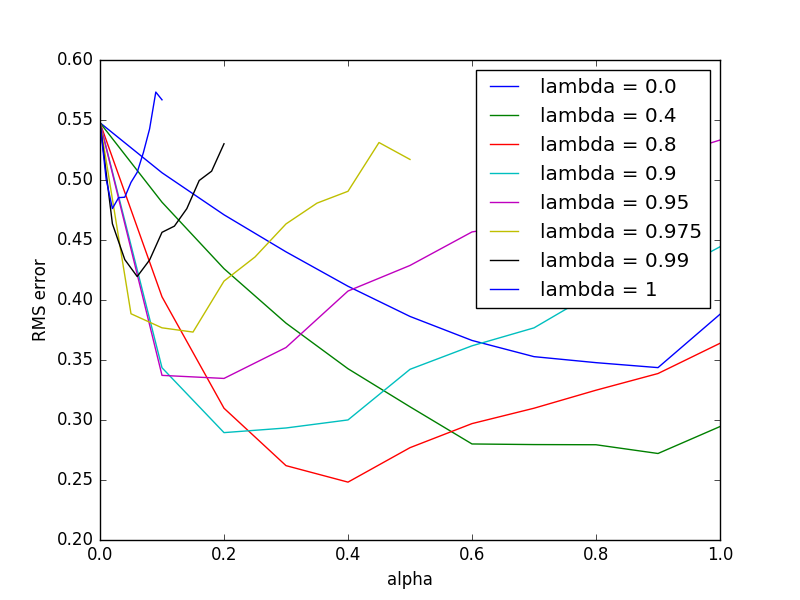 0.60
0.55
0.50
0.45
0.40
0.35
0.30
0.25
0.20
RMS error
0.0 0.2 0.4 0.6 0.8 1.0
alpha
lambda = 0.0
lambda = 0.4
lambda = 0.8
lambda = 0.9
lambda = 0.95
lambda = 0.975
lambda = 0.99
lambda = 1